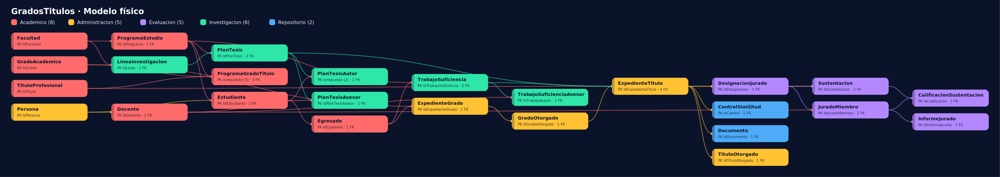 GradosTitulos · Modelo físico
Academico (8)
Administracion (5)
Evaluacion (5)
Investigacion (6)
Repositorio (2)
Facultad
PK IdFacultad
GradoAcademico
PK IdGrado
TituloProfesional
PK IdTitulo
Persona
PK IdPersona
ProgramaEstudio
PK IdPrograma · 1 FK
LineaInvestigacion
PK IdLinea · 1 FK
Docente
PK IdDocente · 1 FK
PlanTesis
PK IdPlanTesis · 2 FK
ProgramaGradoTitulo
PK compuesta (3) · 3 FK
Estudiante
PK IdEstudiante · 2 FK
PlanTesisAutor
PK compuesta (2) · 2 FK
PlanTesisAsesor
PK IdPlanTesisAsesor · 2 FK
Egresado
PK IdEgresado · 1 FK
TrabajoSuficiencia
PK IdTrabajoSuficiencia · 2 FK
ExpedienteGrado
PK IdExpedienteGrado · 2 FK
TrabajoSuficienciaAsesor
PK IdTrabajoAsesor · 2 FK
GradoOtorgado
PK IdGradoOtorgado · 1 FK
ExpedienteTitulo
PK IdExpedienteTitulo · 4 FK
DesignacionJurado
PK IdDesignacion · 1 FK
ControlSimilitud
PK IdControl · 1 FK
Documento
PK IdDocumento · 1 FK
TituloOtorgado
PK IdTituloOtorgado · 1 FK
Sustentacion
PK IdSustentacion · 2 FK
JuradoMiembro
PK IdJuradoMiembro · 2 FK
CalificacionSustentacion
PK IdCalificacion · 2 FK
InformeJurado
PK IdInformeJurado · 1 FK